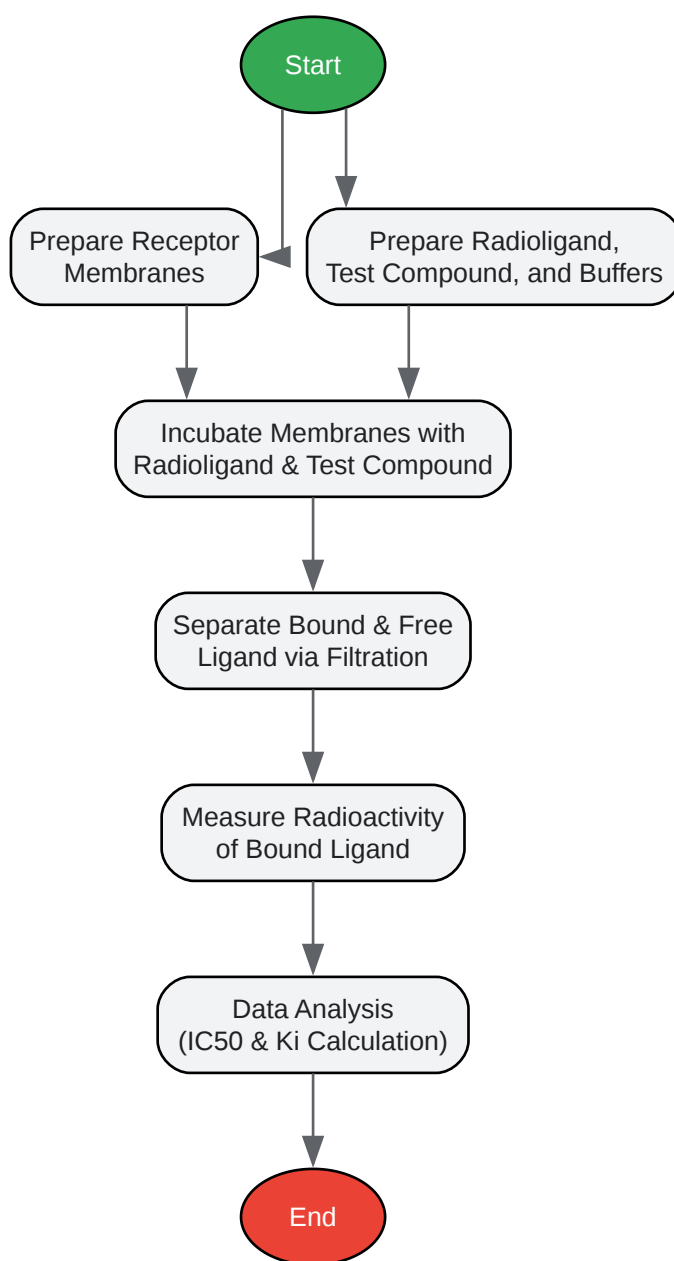 Start
Prepare Receptor
Membranes
Prepare Radioligand,
Test Compound, and Buffers
Incubate Membranes with
Radioligand & Test Compound
Separate Bound & Free
Ligand via Filtration
Measure Radioactivity
of Bound Ligand
Data Analysis
(IC50 & Ki Calculation)
End